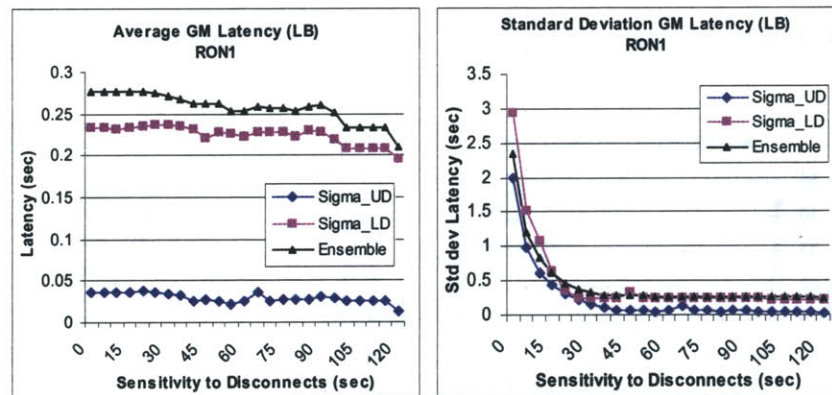 Average GM Latency (LB)
RON1
0.3
0.25
0.2
0.15
0.1
0.05
0
Latency (sec)
Sigma_UD
Sigma_LD
Ensemble
0
15
30
45
60
75
90
105
120
Sensitivity to Disconnects (sec)
Standard Deviation GM Latency (LB)
RON1
3.5
3
2.5
2
1.5
1
0.5
0
Std dev Latency (sec)
Sigma_UD
Sigma_LD
Ensemble
0
15
30
45
60
75
90
105
120
Sensitivity to Disconnects (sec)